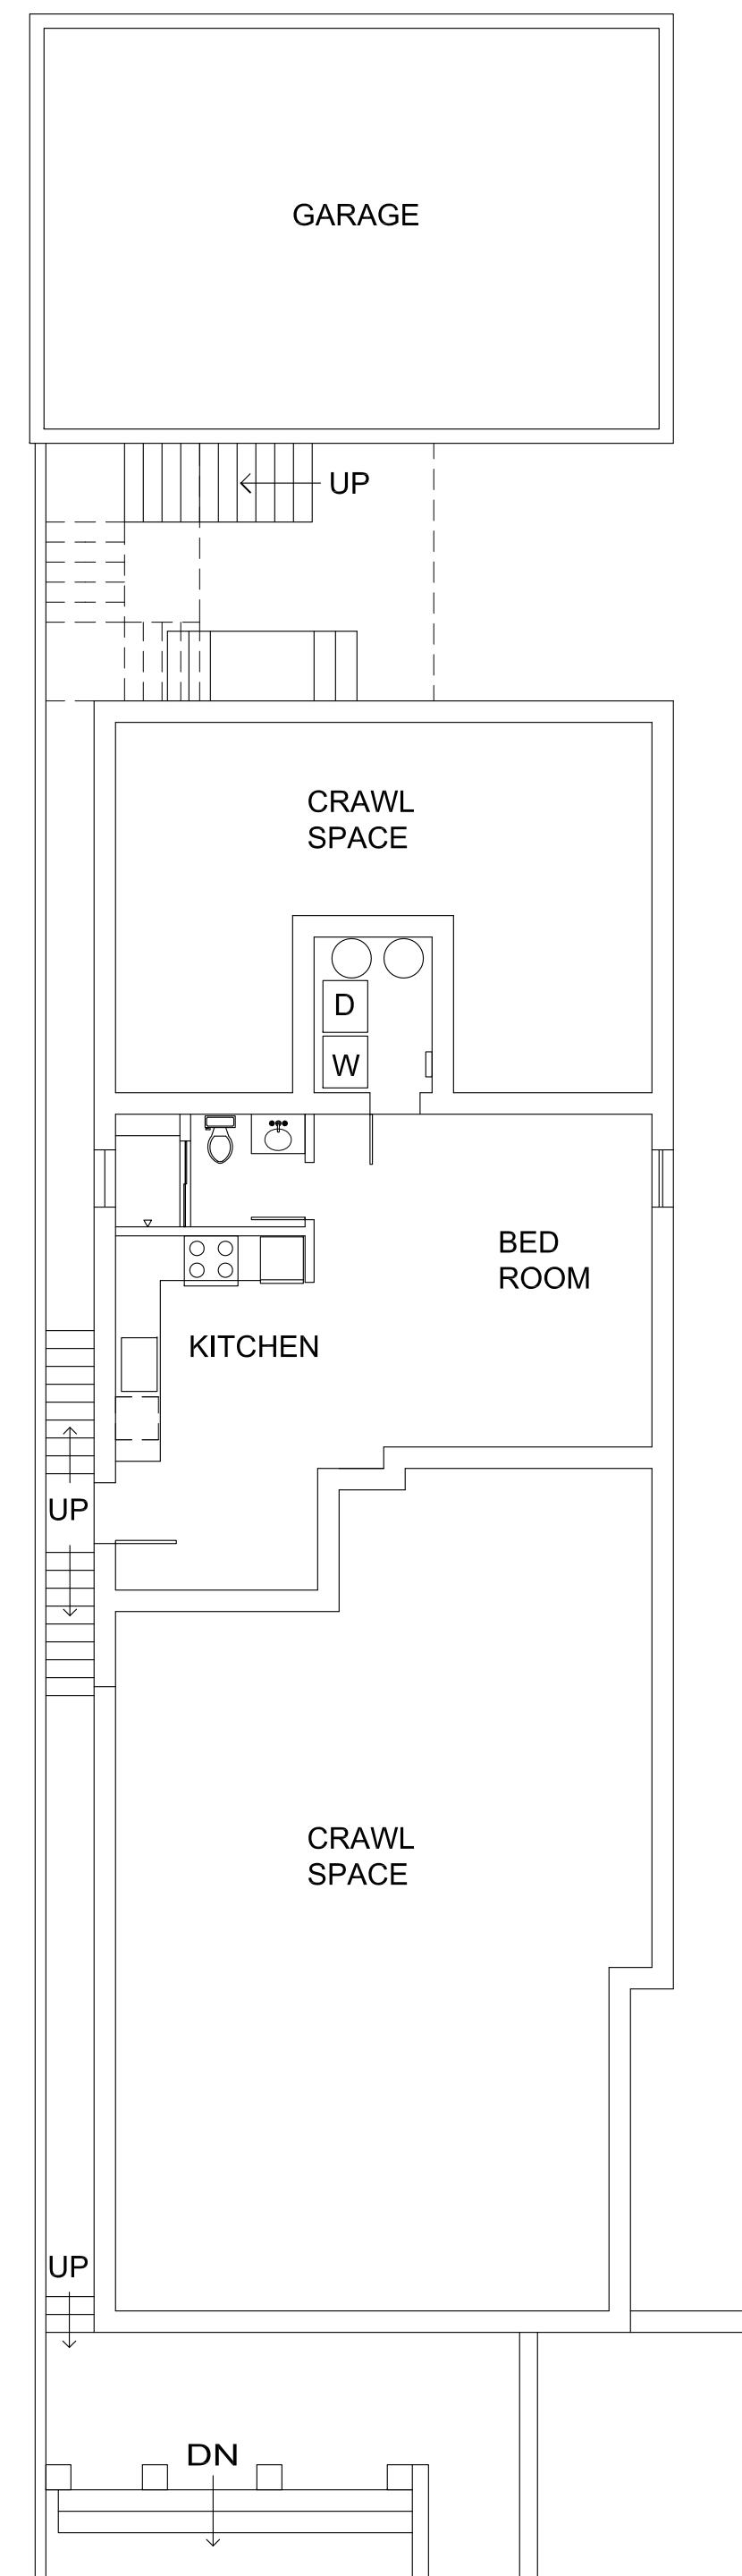 GARAGE
UP
CRAWL
SPACE
D
W
BED
ROOM
KITCHEN
UP
CRAWL
SPACE
UP
DN